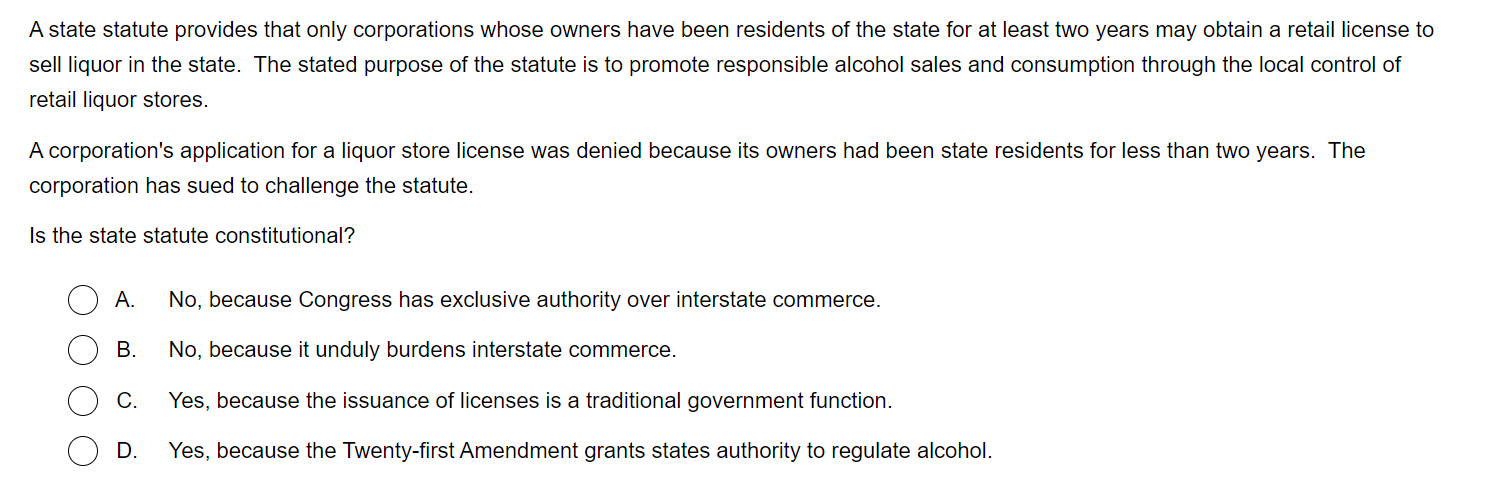 A state statute provides that only corporations whose owners have been residents of the state for at least two years may obtain a retail license to
sell liquor in the state.  The stated purpose of the statute is to promote responsible alcohol sales and consumption through the local control of
retail liquor stores.
A corporation's application for a liquor store license was denied because its owners had been state residents for less than two years.  The
corporation has sued to challenge the statute.
Is the state statute constitutional?
A. No, because Congress has exclusive authority over interstate commerce.
B. No, because it unduly burdens interstate commerce.
C. Yes, because the issuance of licenses is a traditional government function.
D. Yes, because the Twenty-first Amendment grants states authority to regulate alcohol.